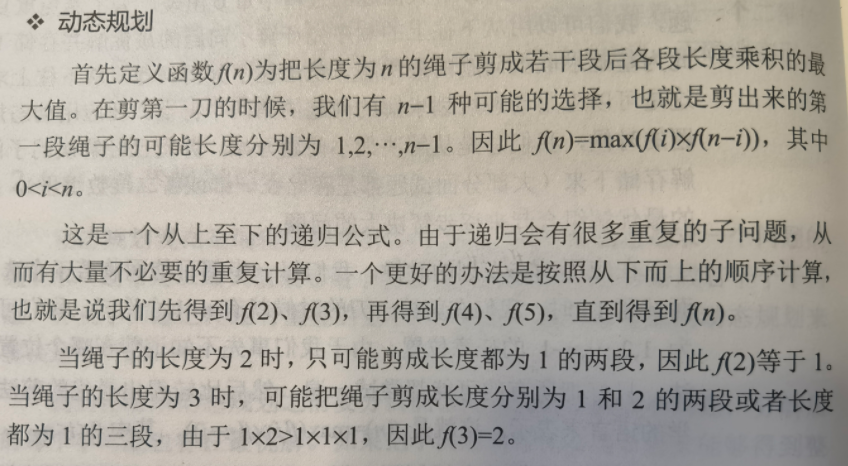 ❖ 动态规划
首先定义函数f(n)为把长度为n的绳子剪成若干段后各段长度乘积的最
大值。在剪第一刀的时候，我们有 n−1 种可能的选择，也就是剪出来的第
一段绳子的可能长度分别为 1,2,⋯,n−1。因此 f(n)=max(f(i)×f(n−i))，其中
0<i<n。
这是一个从上至下的递归公式。由于递归会有很多重复的子问题，从
而有大量不必要的重复计算。一个更好的办法是按照从下而上的顺序计算，
也就是说我们先得到 f(2)、f(3)，再得到 f(4)、f(5)，直到得到 f(n)。
当绳子的长度为 2 时，只可能剪成长度都为 1 的两段，因此 f(2)等于 1。
当绳子的长度为 3 时，可能把绳子剪成长度分别为 1 和 2 的两段或者长度
都为 1 的三段，由于 1×2>1×1×1，因此 f(3)=2。